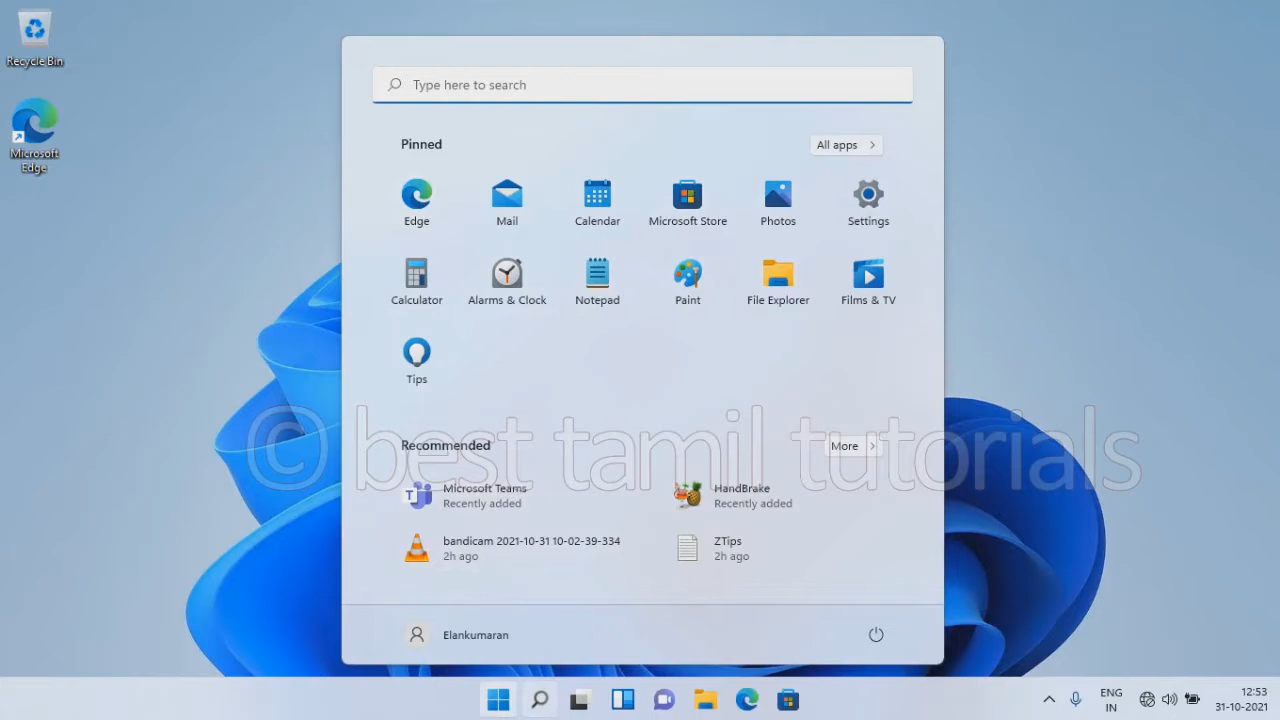 Recycle Bin
Microsoft
Edge
Type here to search
Pinned
All apps
Edge
Mail
Calendar
Microsoft Store
Photos
Settings
Calculator
Alarms & Clock
Notepad
Paint
File Explorer
Films & TV
Tips
© best tamil tutorials
Recommended
More
Microsoft Teams
Recently added
HandBrake
Recently added
bandicam 2021-10-31 10-02-39-334
2h ago
ZTips
2h ago
Elankumaran
ENG
IN
12:53
31-10-2021